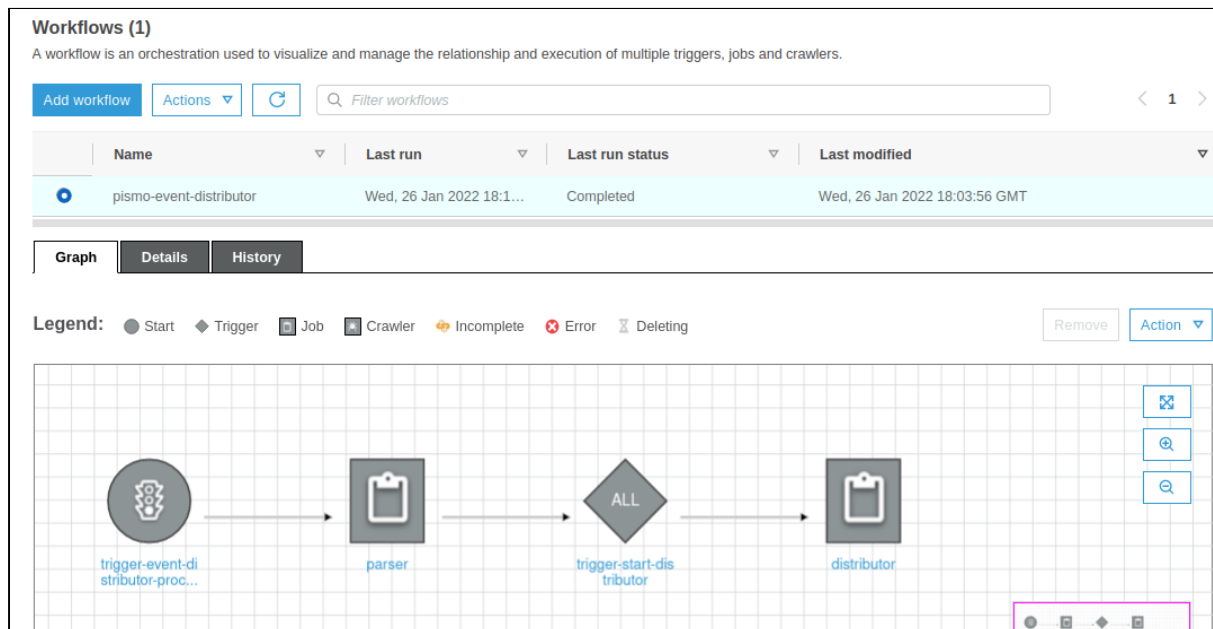 Workflows (1)
A workflow is an orchestration used to visualize and manage the relationship and execution of multiple triggers, jobs and crawlers.
Add workflow Actions Filter workflows 1
Name Last run Last run status Last modified
pismo-event-distributor Wed, 26 Jan 2022 18:1... Completed Wed, 26 Jan 2022 18:03:56 GMT
Graph Details History
Legend: Start Trigger Job Crawler Incomplete Error Deleting Remove Action
ALL
trigger-event-di parser trigger-start-dis distributor
stributor-proc... tributor